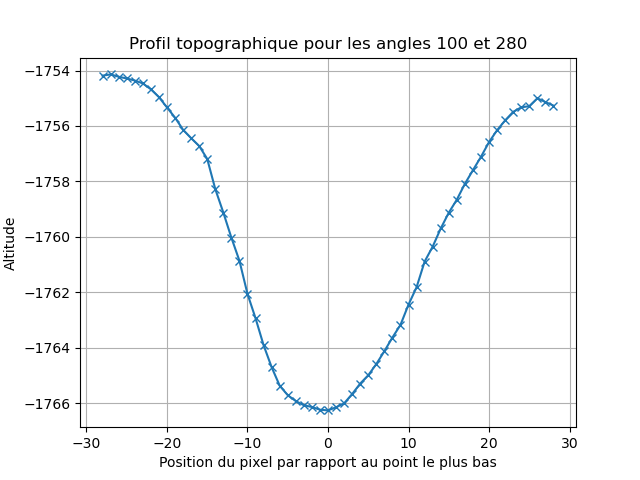 Profil topographique pour les angles 100 et 280
Altitude
−1754
−1756
−1758
−1760
−1762
−1764
−1766
−30 −20 −10 0 10 20 30
Position du pixel par rapport au point le plus bas